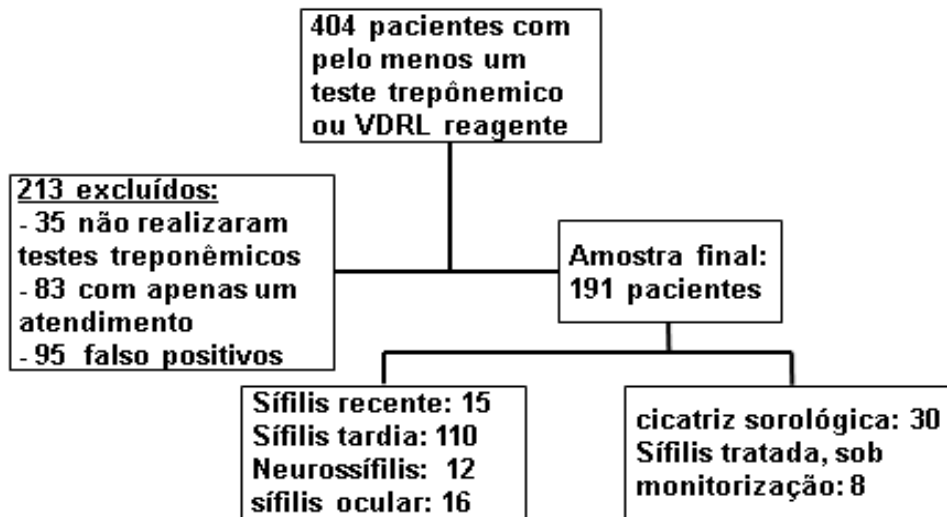 404 pacientes com
pelo menos um
teste trepônemico
ou VDRL reagente
213 excluídos:
- 35 não realizaram
testes treponêmicos
- 83 com apenas um
atendimento
- 95 falso positivos
Amostra final:
191 pacientes
Sífilis recente: 15
Sífilis tardia: 110
Neurossífilis: 12
sífilis ocular: 16
cicatriz sorológica: 30
Sífilis tratada, sob
monitorização: 8